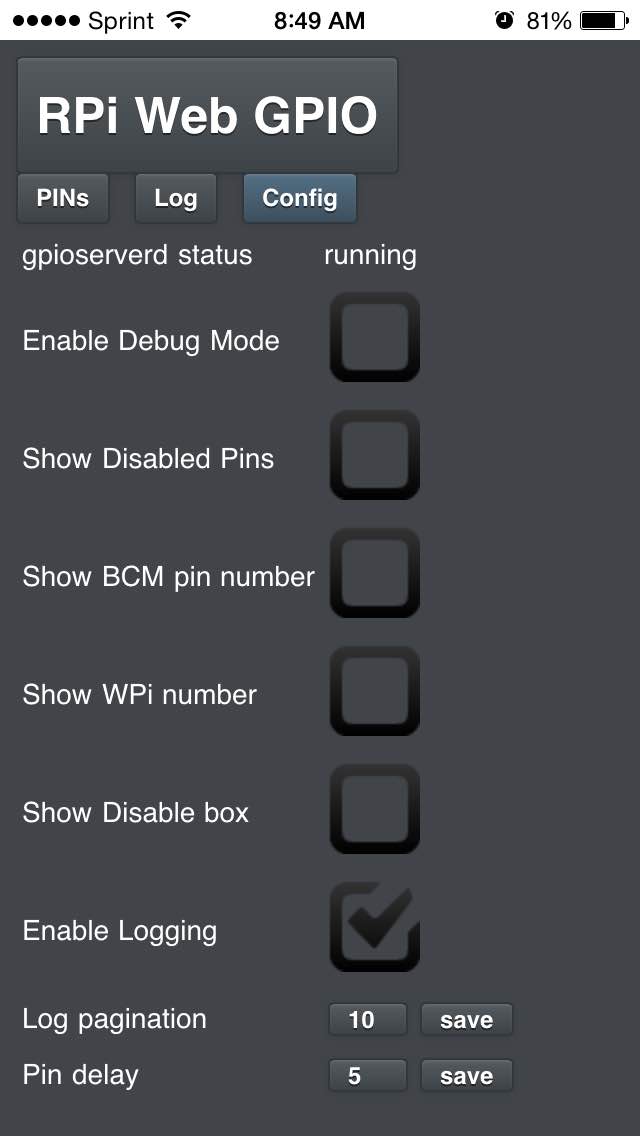 Sprint 8:49 AM 81%
RPi Web GPIO
PINs Log Config
gpioserverd status running
Enable Debug Mode
Show Disabled Pins
Show BCM pin number
Show WPi number
Show Disable box
Enable Logging
Log pagination 10 save
Pin delay 5 save